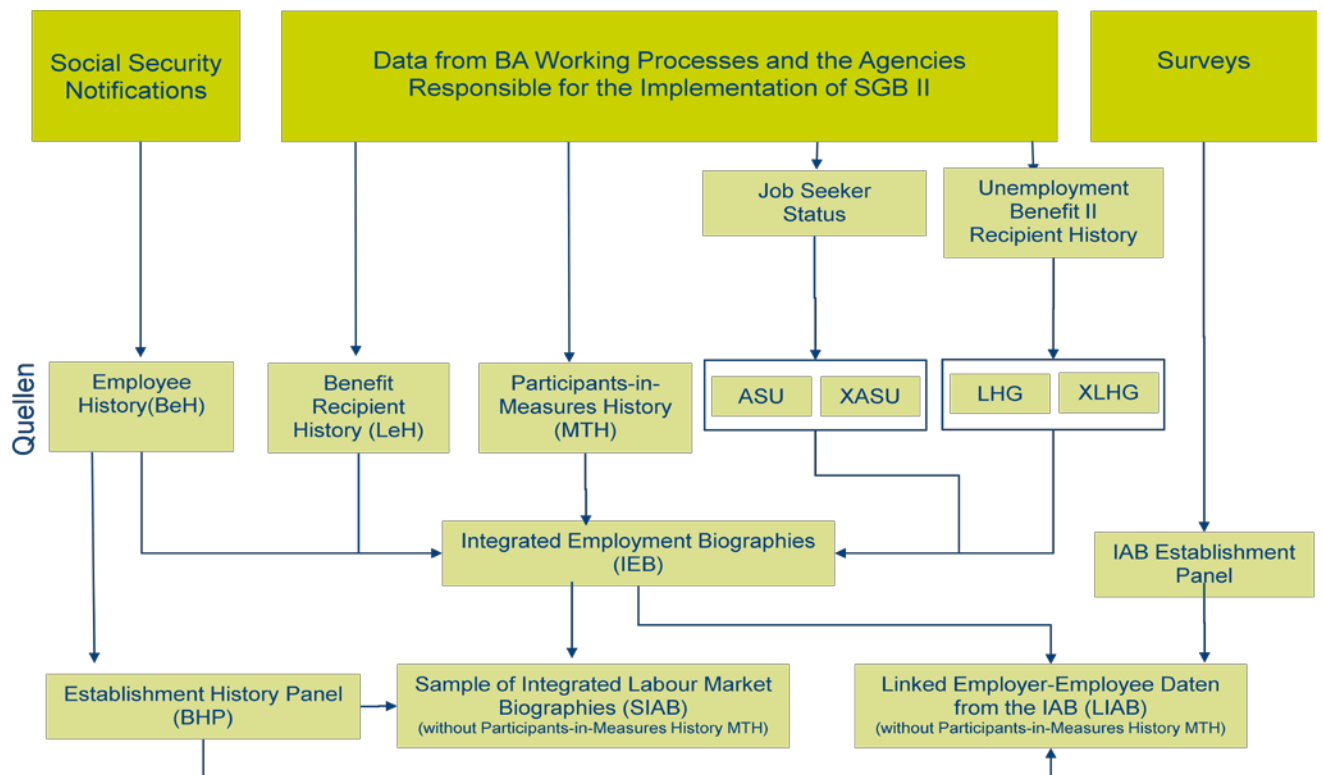 Social Security
Notifications
Data from BA Working Processes and the Agencies
Responsible for the Implementation of SGB II
Surveys
Job Seeker
Status
Unemployment
Benefit II
Recipient History
Quellen
Employee
History(BeH)
Benefit
Recipient
History (LeH)
Participants-in-
Measures History
(MTH)
ASU
XASU
LHG
XLHG
Integrated Employment Biographies
(IEB)
IAB Establishment
Panel
Establishment History Panel
(BHP)
Sample of Integrated Labour Market
Biographies (SIAB)
(without Participants-in-Measures History MTH)
Linked Employer-Employee Daten
from the IAB (LIAB)
(without Participants-in-Measures History MTH)